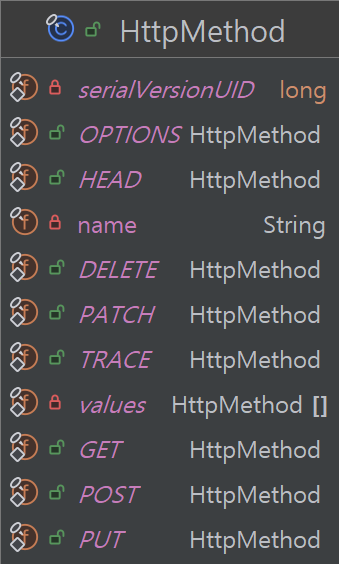 HttpMethod
serialVersionUID long
OPTIONS HttpMethod
HEAD HttpMethod
name String
DELETE HttpMethod
PATCH HttpMethod
TRACE HttpMethod
values HttpMethod []
GET HttpMethod
POST HttpMethod
PUT HttpMethod